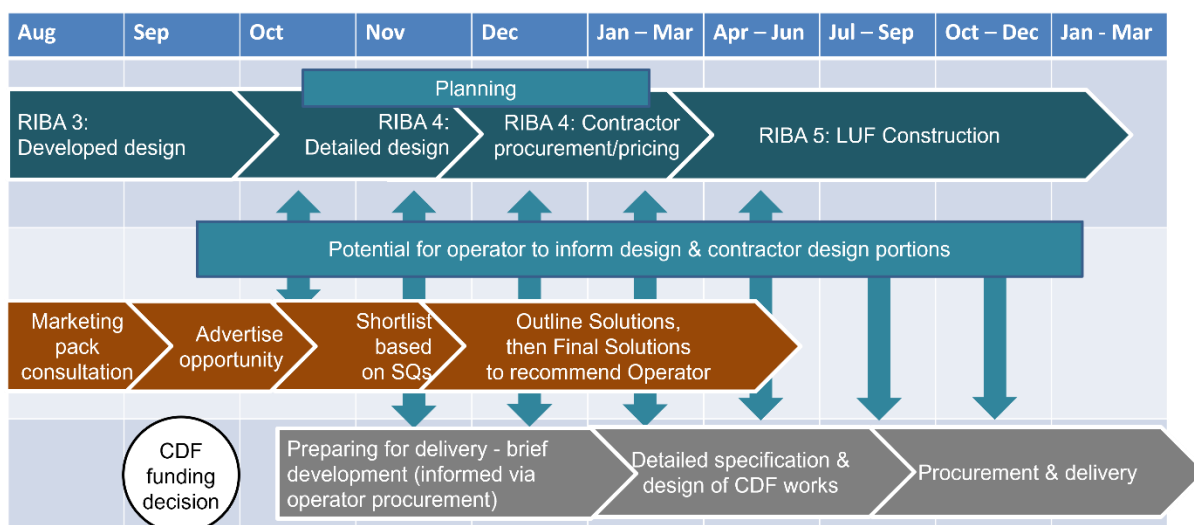 Aug Sep Oct Nov Dec Jan – Mar Apr – Jun Jul – Sep Oct – Dec Jan - Mar
Planning
RIBA 3:
Developed design
RIBA 4:
Detailed design
RIBA 4: Contractor
procurement/pricing
RIBA 5: LUF Construction
Potential for operator to inform design & contractor design portions
Marketing
pack
consultation
Advertise
opportunity
Shortlist
based
on SQs
Outline Solutions,
then Final Solutions
to recommend Operator
CDF
funding
decision
Preparing for delivery - brief
development (informed via
operator procurement)
Detailed specification &
design of CDF works
Procurement & delivery